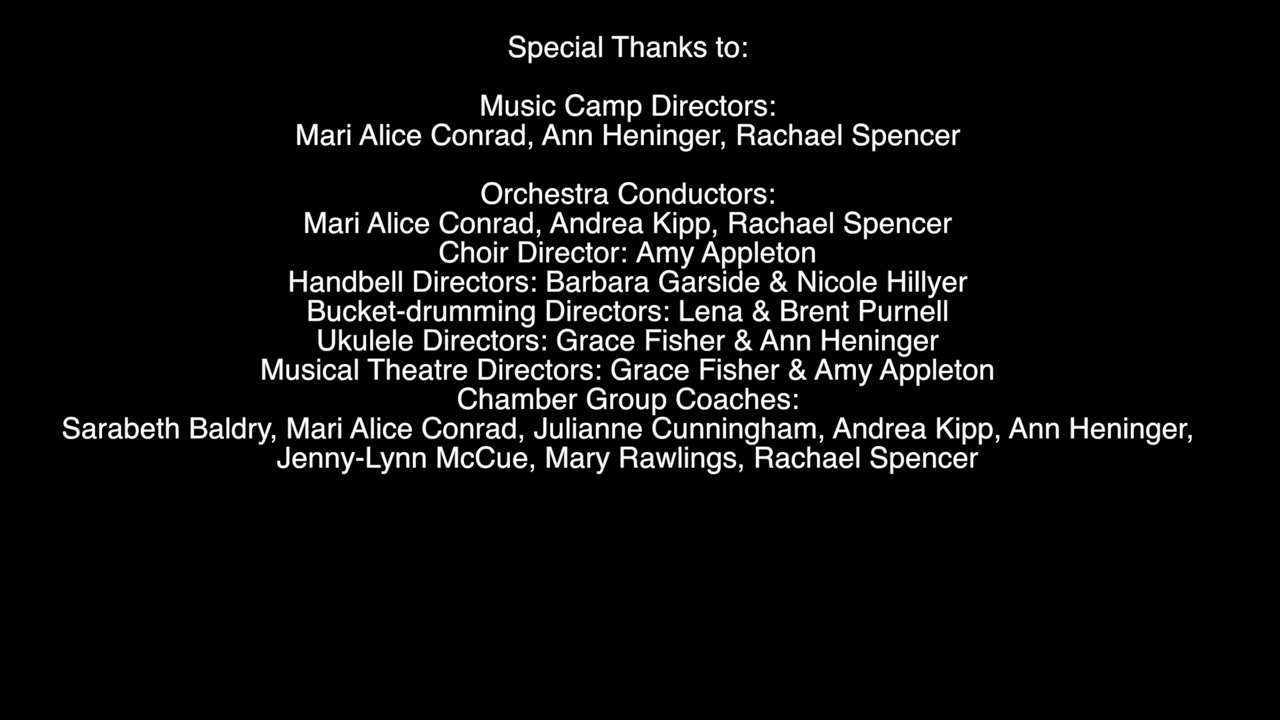 Special Thanks to:
Music Camp Directors:
Mari Alice Conrad, Ann Heninger, Rachael Spencer
Orchestra Conductors:
Mari Alice Conrad, Andrea Kipp, Rachael Spencer
Choir Director: Amy Appleton
Handbell Directors: Barbara Garside & Nicole Hillyer
Bucket-drumming Directors: Lena & Brent Purnell
Ukulele Directors: Grace Fisher & Ann Heninger
Musical Theatre Directors: Grace Fisher & Amy Appleton
Chamber Group Coaches:
Sarabeth Baldry, Mari Alice Conrad, Julianne Cunningham, Andrea Kipp, Ann Heninger,
Jenny-Lynn McCue, Mary Rawlings, Rachael Spencer